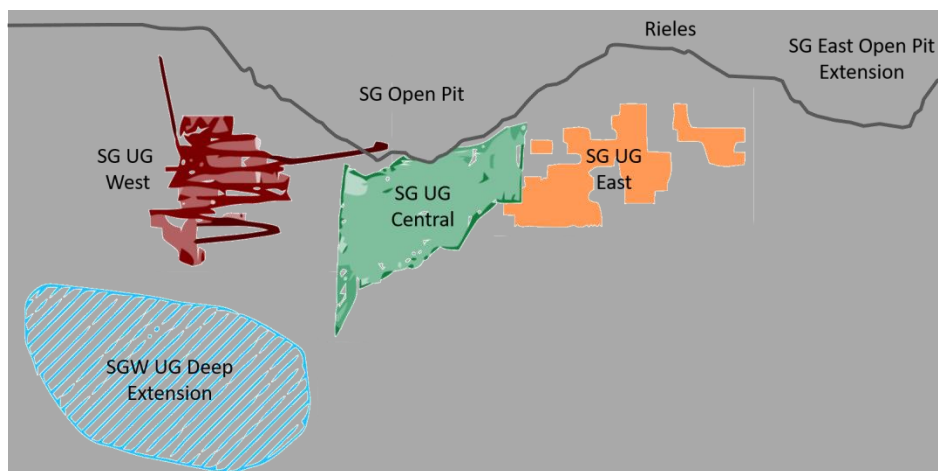 Rieles
SG East Open Pit
Extension
SG Open Pit
SG UG
West
SG UG
Central
SG UG
East
SGW UG Deep
Extension